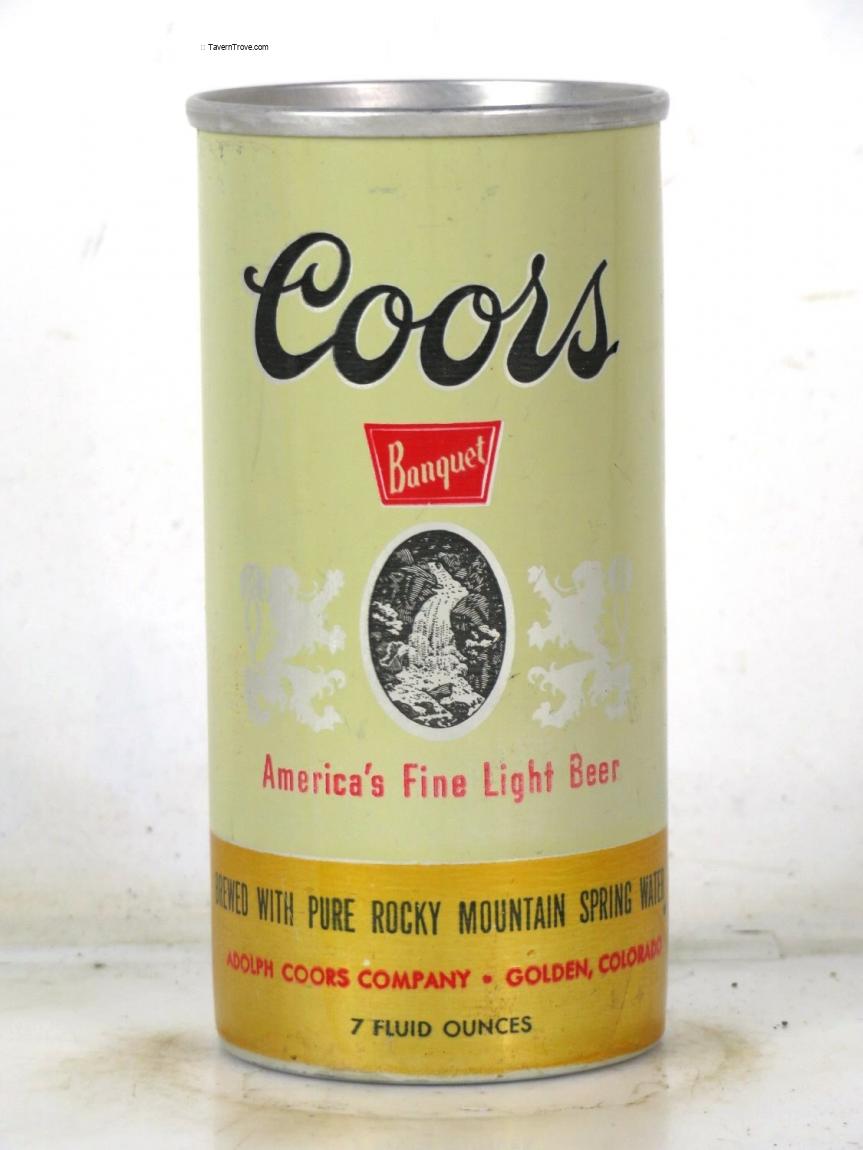 :: TavernTrove.com
Coors
Banquet
America's Fine Light Beer
BREWED WITH PURE ROCKY MOUNTAIN SPRING WATER
ADOLPH COORS COMPANY • GOLDEN, COLORADO
7 FLUID OUNCES